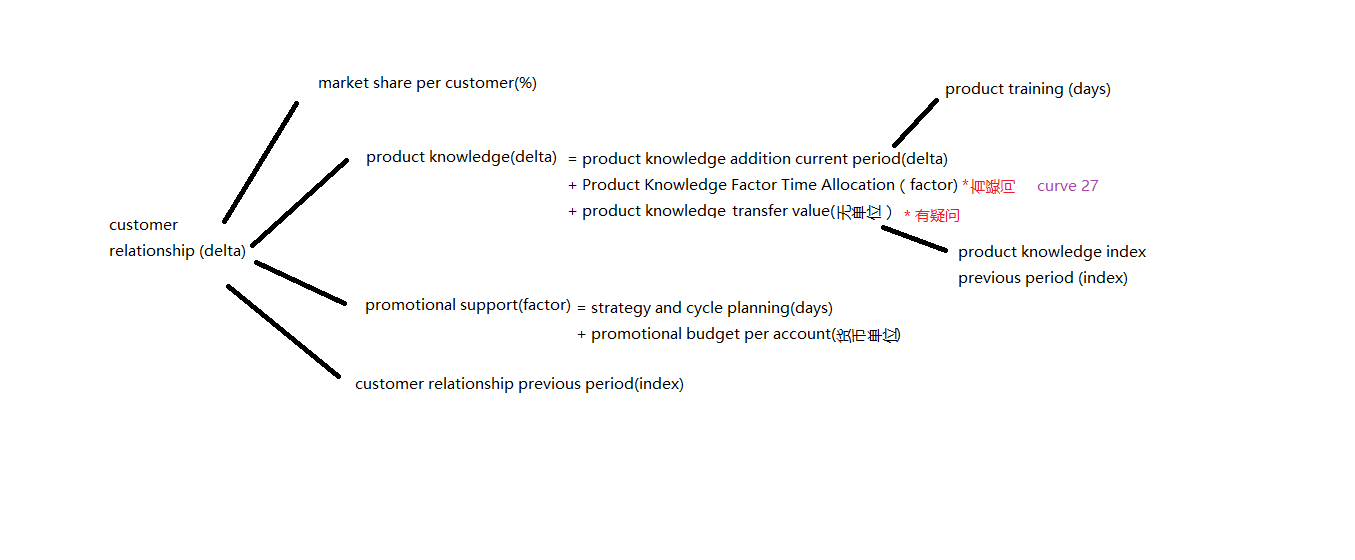 market share per customer(%)
product training (days)
product knowledge(delta) = product knowledge addition current period(delta)
+ Product Knowledge Factor Time Allocation ( factor) *有疑问 curve 27
+ product knowledge transfer value(无单位 ) * 有疑问
customer
relationship (delta)
product knowledge index
previous period (index)
promotional support(factor) = strategy and cycle planning(days)
+ promotional budget per account(货币单位)
customer relationship previous period(index)